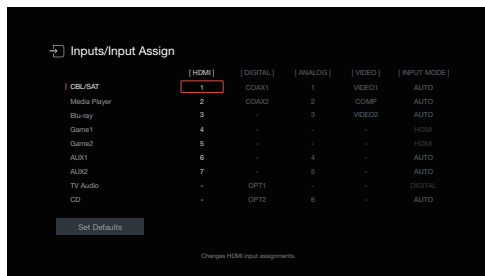 Inputs/Input Assign
[ HDMI ] [ DIGITAL ] [ ANALOG ] [ VIDEO ] [ INPUT MODE ]
CBL/SAT 1 COAX1 1 VIDEO1 AUTO
Media Player 2 COAX2 2 COMP AUTO
Blu-ray 3 - 3 VIDEO2 AUTO
Game1 4 - - - HDMI
Game2 5 - - - HDMI
AUX1 6 - 4 - AUTO
AUX2 7 - 5 - AUTO
TV Audio - OPT1 - - DIGITAL
CD - OPT2 6 - AUTO
Set Defaults
Changes HDMI input assignments.